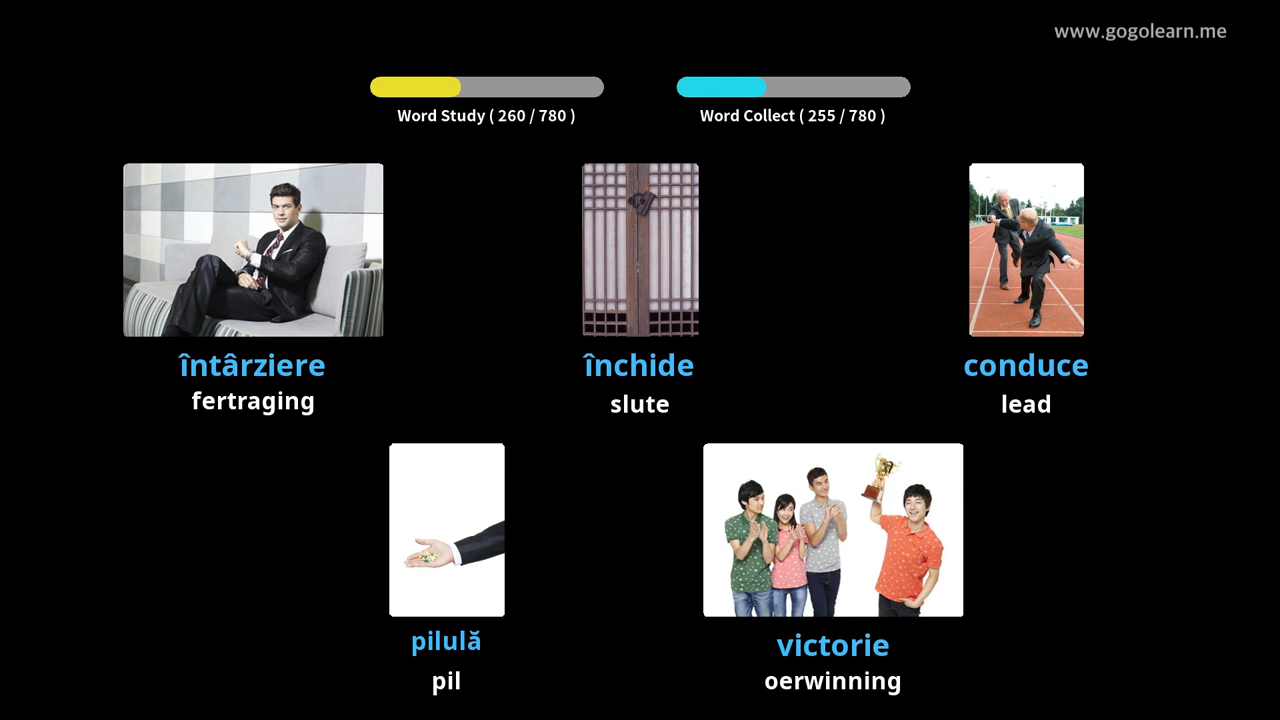 www.gogolearn.me
Word Study ( 260 / 780 )
Word Collect ( 255 / 780 )
întârziere
fertraging
închide
slute
conduce
lead
pilulă
pil
victorie
oerwinning